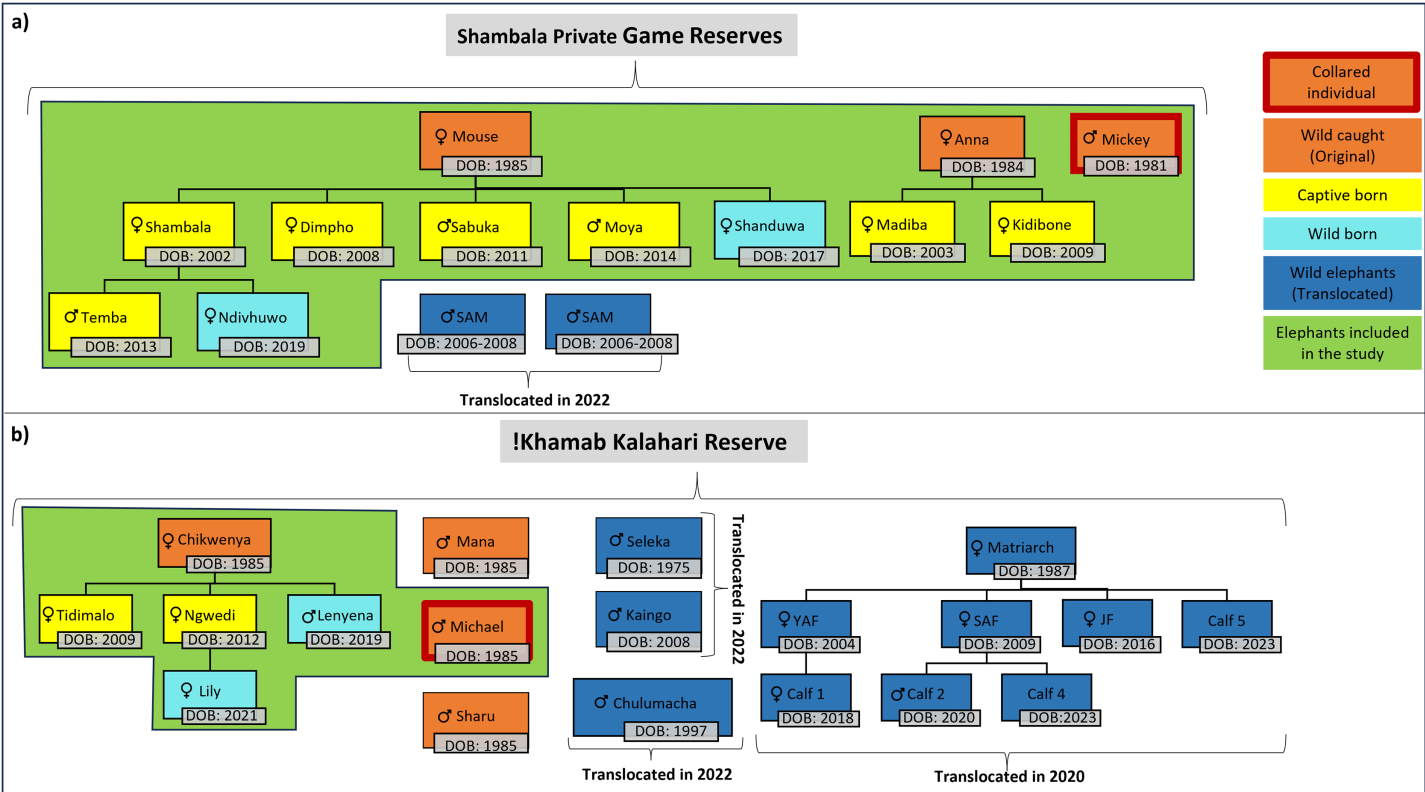 a)
Shambala Private Game Reserves
Collared
individual
Wild caught
(Original)
Captive born
Wild born
Wild elephants
(Translocated)
Elephants included
in the study
♀ Mouse
DOB: 1985
♀ Anna
DOB: 1984
♂ Mickey
DOB: 1981
♀ Shambala
DOB: 2002
♀ Dimpho
DOB: 2008
♂ Sabuka
DOB: 2011
♂ Moya
DOB: 2014
♀ Shanduwa
DOB: 2017
♀ Madiba
DOB: 2003
♀ Kidibone
DOB: 2009
♂ Temba
DOB: 2013
♀ Ndivhuwo
DOB: 2019
♂ SAM
DOB: 2006-2008
♂ SAM
DOB: 2006-2008
Translocated in 2022
b)
!Khamab Kalahari Reserve
♀ Chikwenya
DOB: 1985
♀ Tidimalo
DOB: 2009
♀ Ngwedi
DOB: 2012
♂ Lenyena
DOB: 2019
♀ Lily
DOB: 2021
♂ Mana
DOB: 1985
♂ Michael
DOB: 1985
♂ Sharu
DOB: 1985
♂ Seleka
DOB: 1975
♂ Kaingo
DOB: 2008
Translocated in 2022
♂ Chulumacha
DOB: 1997
Translocated in 2022
♀ Matriarch
DOB: 1987
♀ YAF
DOB: 2004
♀ SAF
DOB: 2009
♀ JF
DOB: 2016
Calf 5
DOB: 2023
♀ Calf 1
DOB: 2018
♂ Calf 2
DOB: 2020
Calf 4
DOB:2023
Translocated in 2020